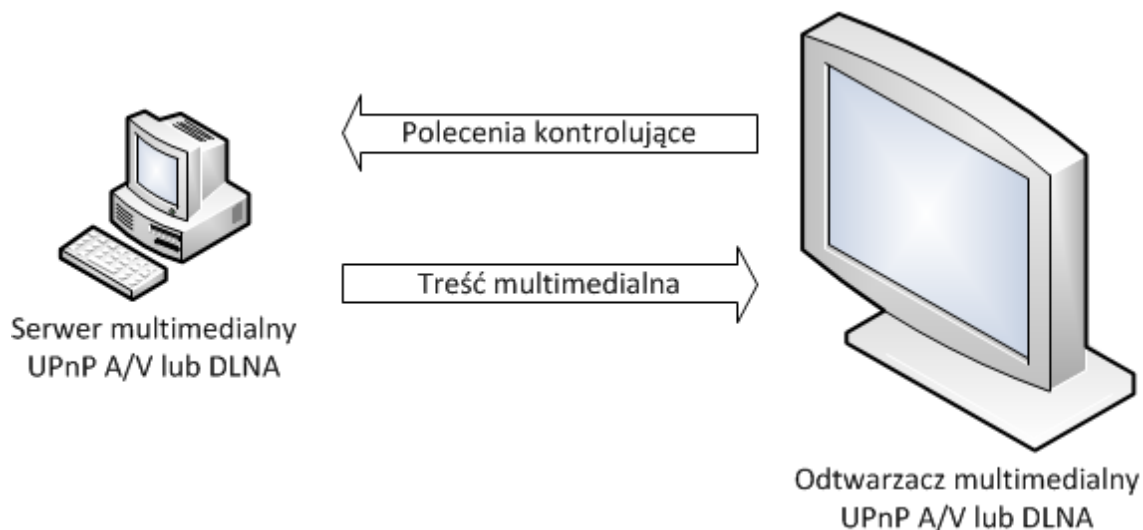 Polecenia kontrolujące
Treść multimedialna
Serwer multimedialny
UPnP A/V lub DLNA
Odtwarzacz multimedialny
UPnP A/V lub DLNA